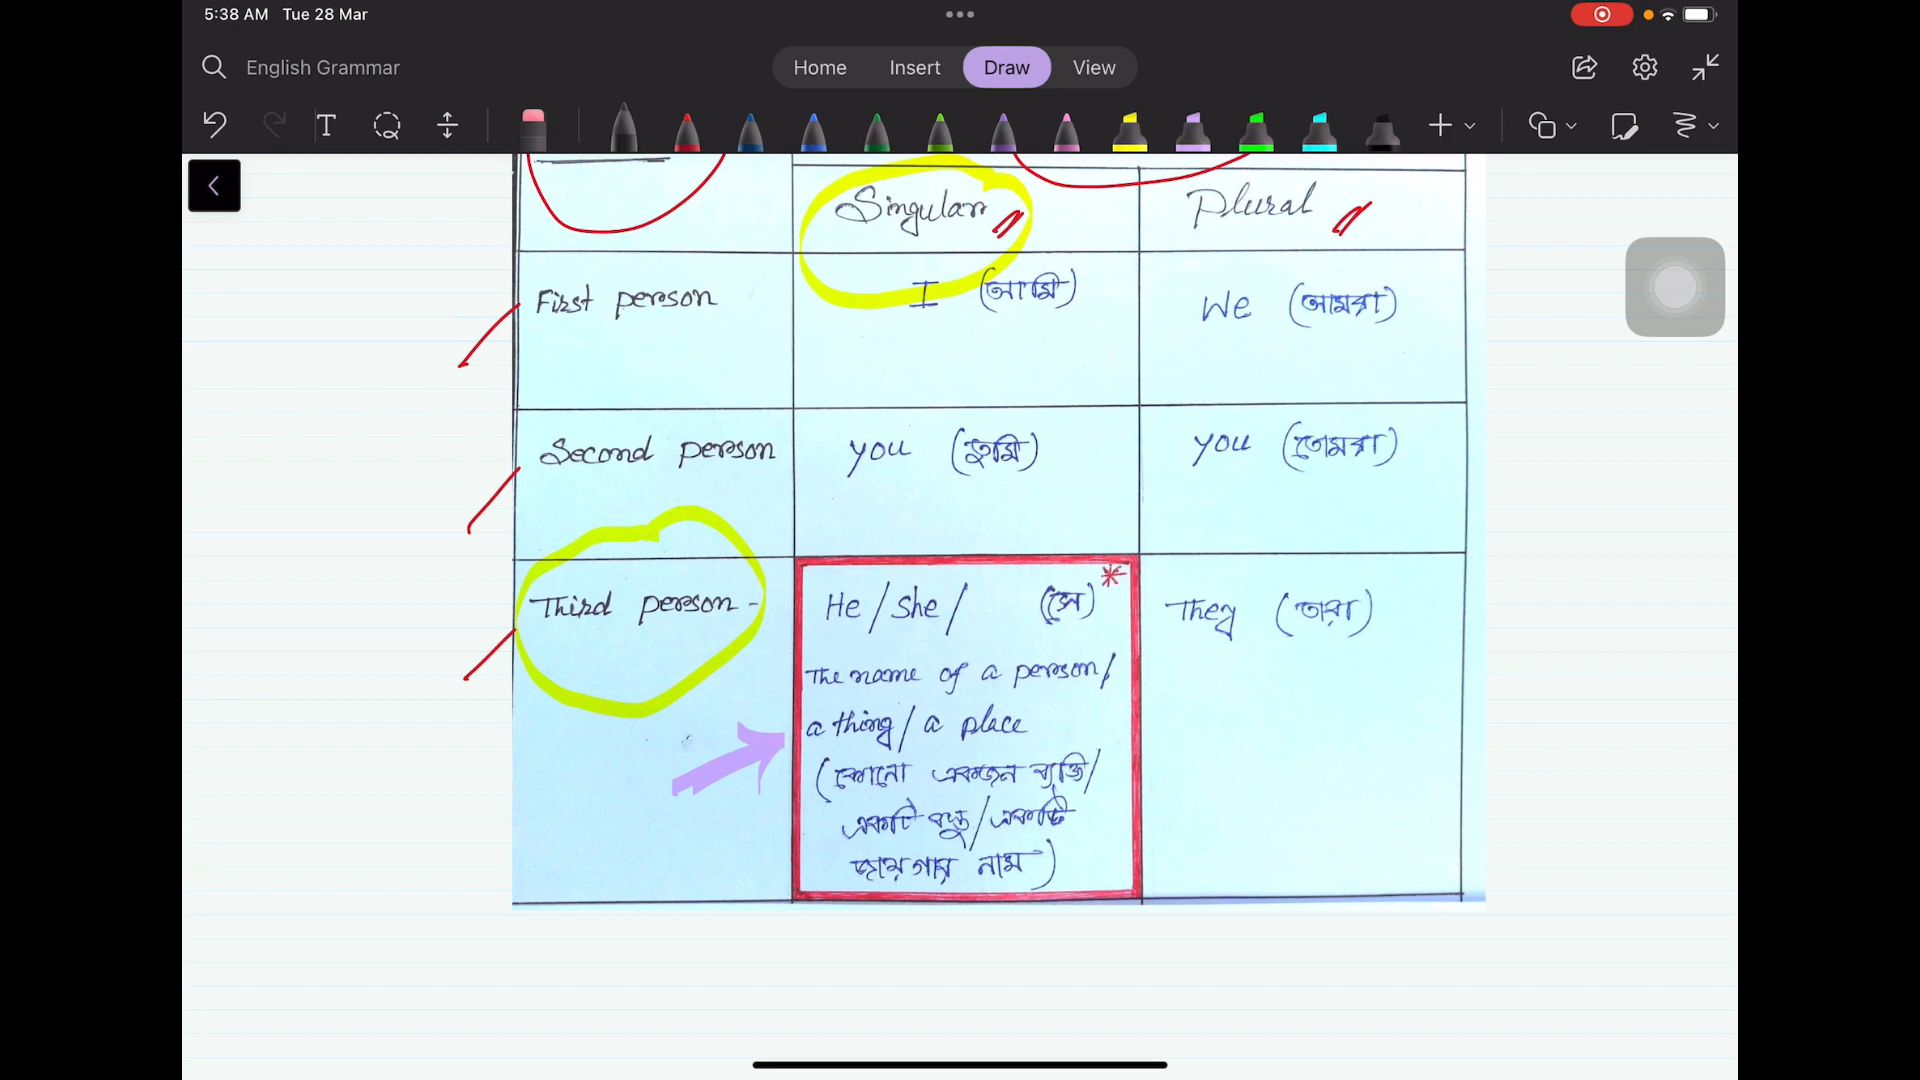 5:38 AM Tue 28 Mar
English Grammar
Home Insert Draw View
Singular Plural
First person I (আমি) We (আমরা)
Second person you (তুমি) you (তোমরা)
Third person - He/She/ (সে) * They (তারা)
The name of a person/
a thing/ a place
(কোনো একজন ব্যক্তি/
একটি বস্তু/একটি
জায়গার নাম)